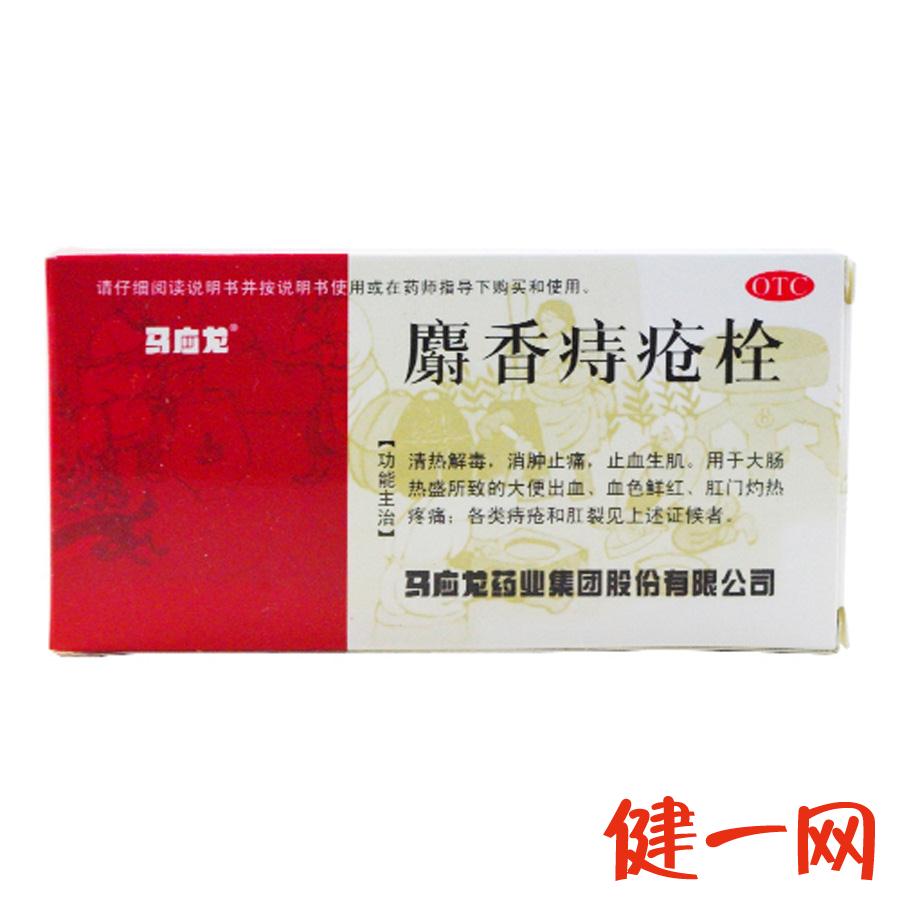 请仔细阅读说明书并按说明书使用或在药师指导下购买和使用。
OTC
马应龙®
麝香痔疮栓
【功能主治】
清热解毒，消肿止痛，止血生肌。用于大肠
热盛所致的大便出血、血色鲜红、肛门灼热
疼痛；各类痔疮和肛裂见上述证候者。
马应龙药业集团股份有限公司
健一网